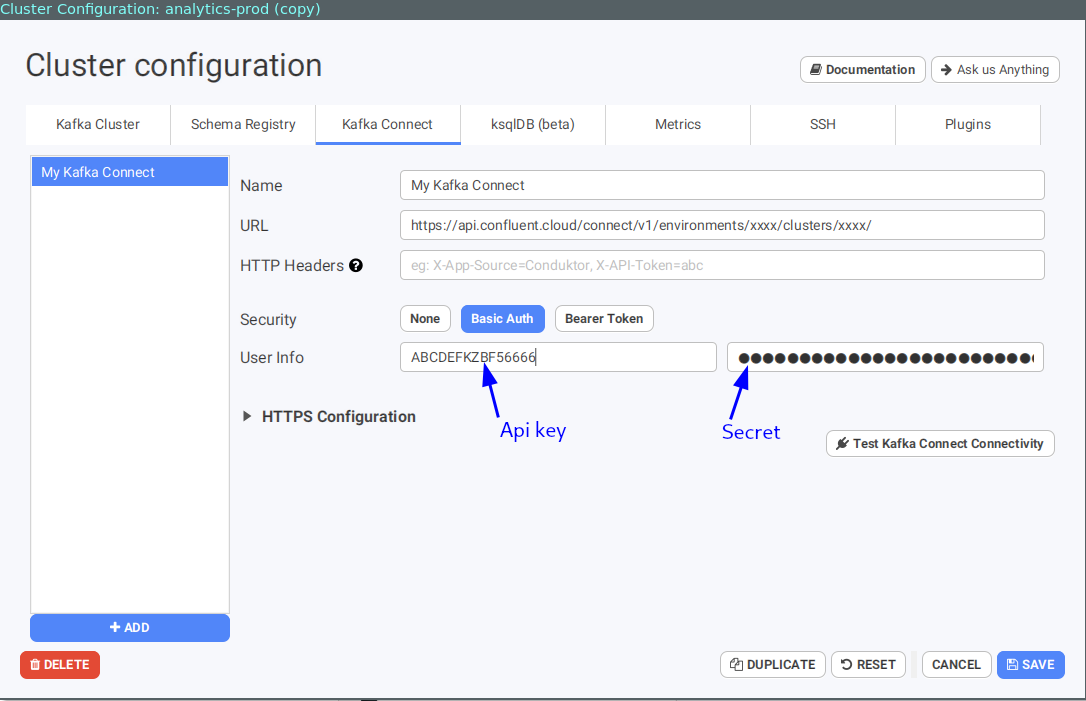 Cluster Configuration: analytics-prod (copy)
Cluster configuration
Documentation
Ask us Anything
Kafka Cluster
Schema Registry
Kafka Connect
ksqlDB (beta)
Metrics
SSH
Plugins
My Kafka Connect
Name
My Kafka Connect
URL
https://api.confluent.cloud/connect/v1/environments/xxxx/clusters/xxxx/
HTTP Headers ?
eg: X-App-Source=Conduktor, X-API-Token=abc
Security
None
Basic Auth
Bearer Token
User Info
ABCDEFKZBF56666
●●●●●●●●●●●●●●●●●●●●●●●●●
Api key
Secret
HTTPS Configuration
Test Kafka Connect Connectivity
+ ADD
DELETE
DUPLICATE
RESET
CANCEL
SAVE